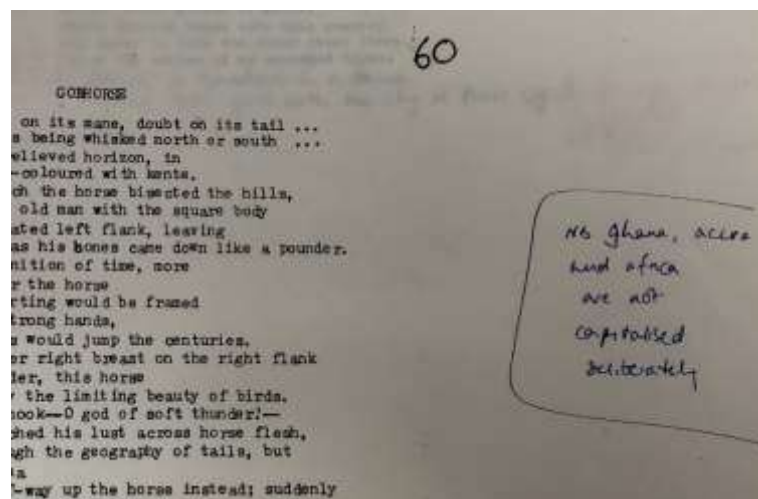 60
GODHORSE
on its mane, doubt on its tail ...
s being whisked north or south ...
elieved horizon, in
-coloured with kente.
ch the horse bisected the hills,
old man with the square body
ated left flank, leaving
as his bones came down like a pounder.
nition of time, more
r the horse
rting would be framed
trong hands,
s would jump the centuries.
er right breast on the right flank
der, this horse
y the limiting beauty of birds.
ook--O god of soft thunder!--
ched his lust across horse flesh,
ugh the geography of tails, but
a
-way up the horse instead; suddenly
NB ghana, accra
and africa
are not
capitalised
deliberately